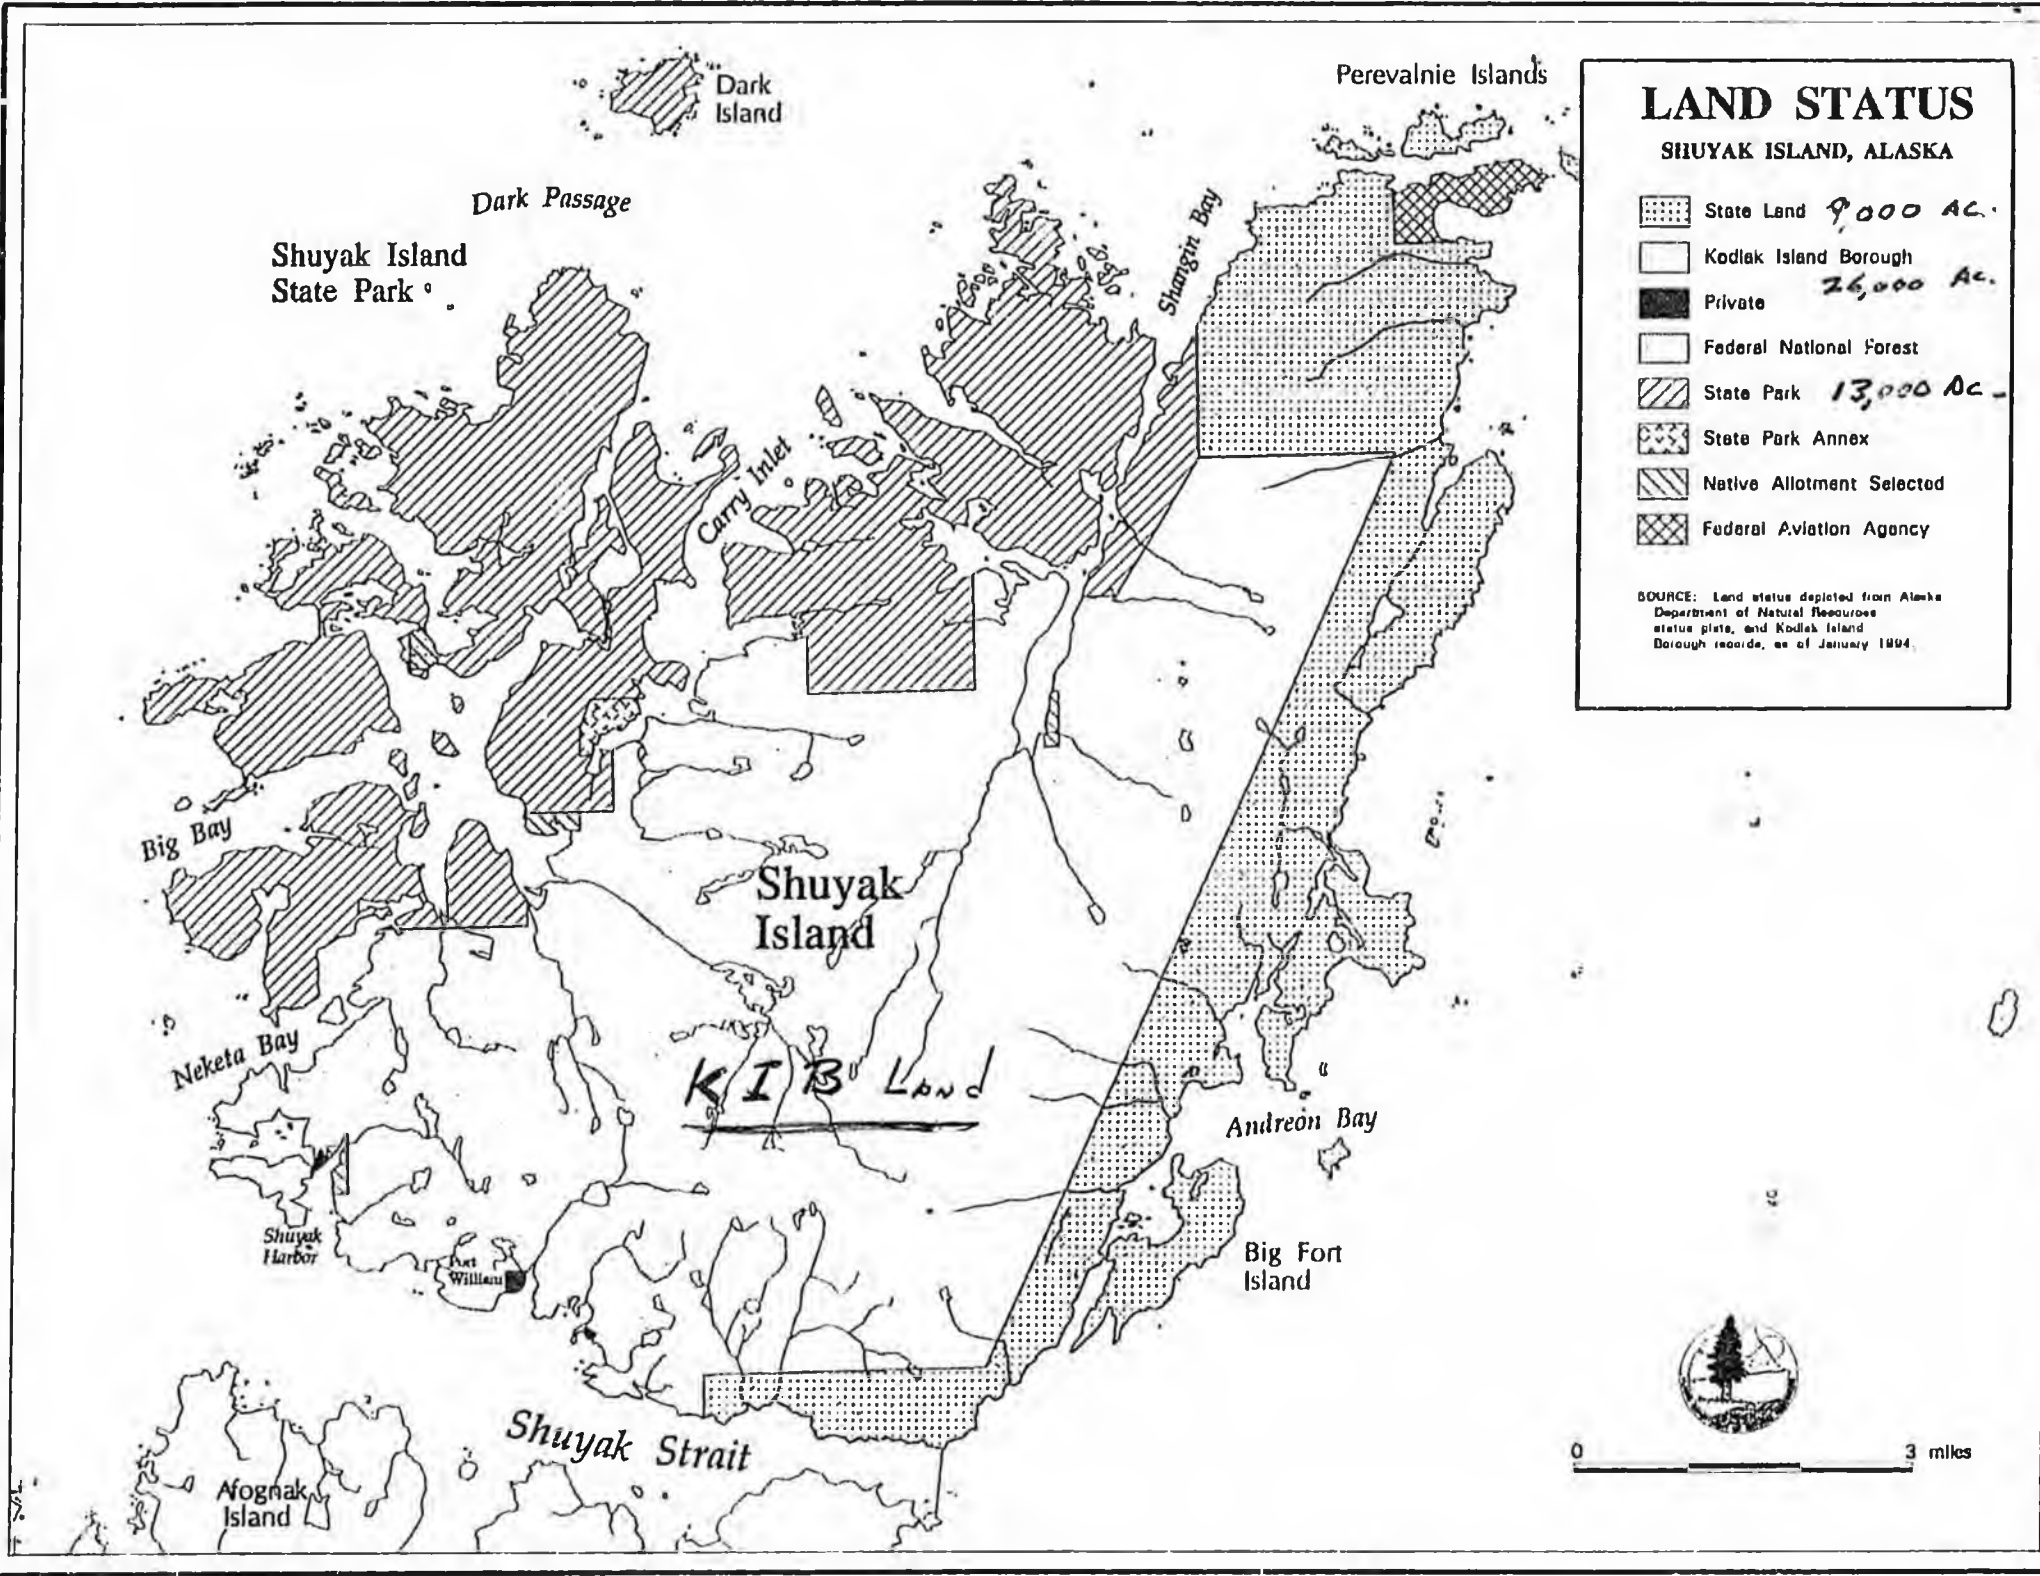 Dark
Island
Perevalnie Islands
Dark Passage
Shuyak Island
State Park
Shangin Bay
Carry Inlet
Big Bay
Shuyak
Island
Neketa Bay
KIB Land
Andreon Bay
Shuyak
Harbor
Port
William
Big Fort
Island
Shuyak Strait
Afognak
Island
LAND STATUS
SHUYAK ISLAND, ALASKA
State Land 9,000 AC.
Kodiak Island Borough
26,000 AC.
Private
Federal National Forest
State Park 13,000 AC-
State Park Annex
Native Allotment Selected
Federal Aviation Agency
SOURCE: Land status depicted from Alaska
Department of Natural Resources
status plate, and Kodiak Island
Borough records, as of January 1994.
0 3 miles